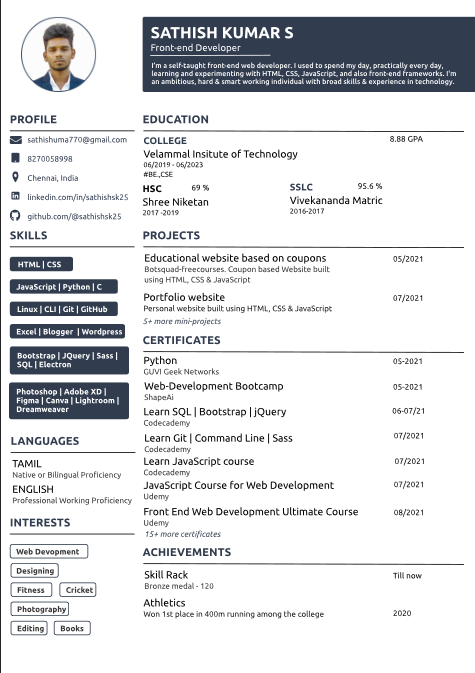 SATHISH KUMAR S
Front-end Developer
I'm a self-taught front-end web developer. I used to spend my day, practically every day,
learning and experimenting with HTML, CSS, JavaScript, and also front-end frameworks. I'm
an ambitious, hard & smart working individual with broad skills & experience in technology.
PROFILE
sathishuma770@gmail.com
8270058998
Chennai, India
linkedin.com/in/sathishsk25
github.com/@sathishsk25
SKILLS
HTML | CSS
JavaScript | Python | C
Linux | CLI | Git | GitHub
Excel | Blogger | Wordpress
Bootstrap | JQuery | Sass |
SQL | Electron
Photoshop | Adobe XD |
Figma | Canva | Lightroom |
Dreamweaver
LANGUAGES
TAMIL
Native or Bilingual Proficiency
ENGLISH
Professional Working Proficiency
INTERESTS
Web Devopment
Designing
Fitness Cricket
Photography
Editing Books
EDUCATION
COLLEGE 8.88 GPA
Velammal Insitute of Technology
06/2019 - 06/2023
#BE.,CSE
HSC 69 % SSLC 95.6 %
Shree Niketan Vivekananda Matric
2017 -2019 2016-2017
PROJECTS
Educational website based on coupons 05/2021
Botsquad-freecourses. Coupon based Website built
using HTML, CSS & JavaScript
Portfolio website 07/2021
Personal website built using HTML, CSS & JavaScript
5+ more mini-projects
CERTIFICATES
Python 05-2021
GUVI Geek Networks
Web-Development Bootcamp 05-2021
ShapeAi
Learn SQL | Bootstrap | jQuery 06-07/21
Codecademy
Learn Git | Command Line | Sass 07/2021
Codecademy
Learn JavaScript course 07/2021
Codecademy
JavaScript Course for Web Development 07/2021
Udemy
Front End Web Development Ultimate Course 08/2021
Udemy
15+ more certificates
ACHIEVEMENTS
Skill Rack Till now
Bronze medal - 120
Athletics
Won 1st place in 400m running among the college 2020